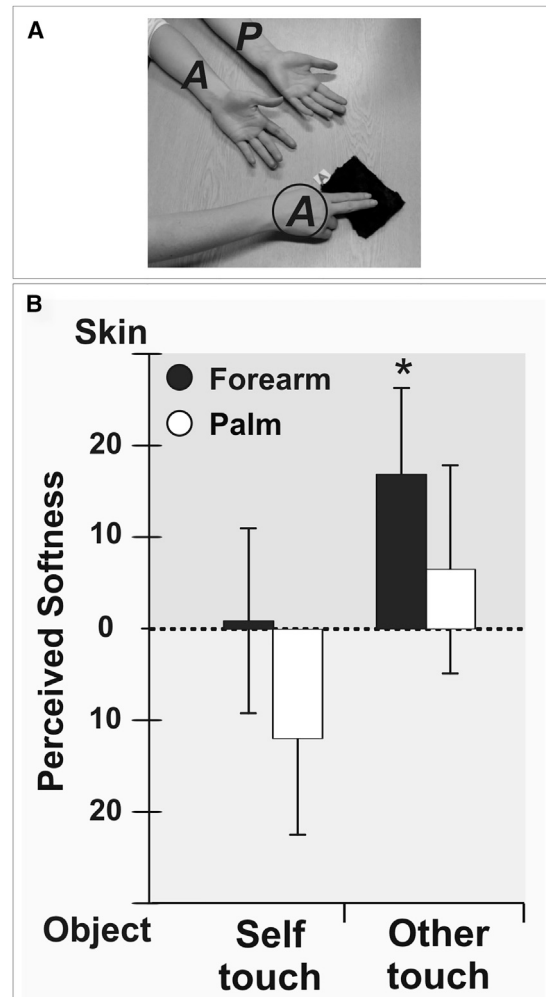 A
P
A
A
A
B
Skin
Forearm
Palm
*
20
10
0
10
20
Perceived Softness
Object
Self
touch
Other
touch